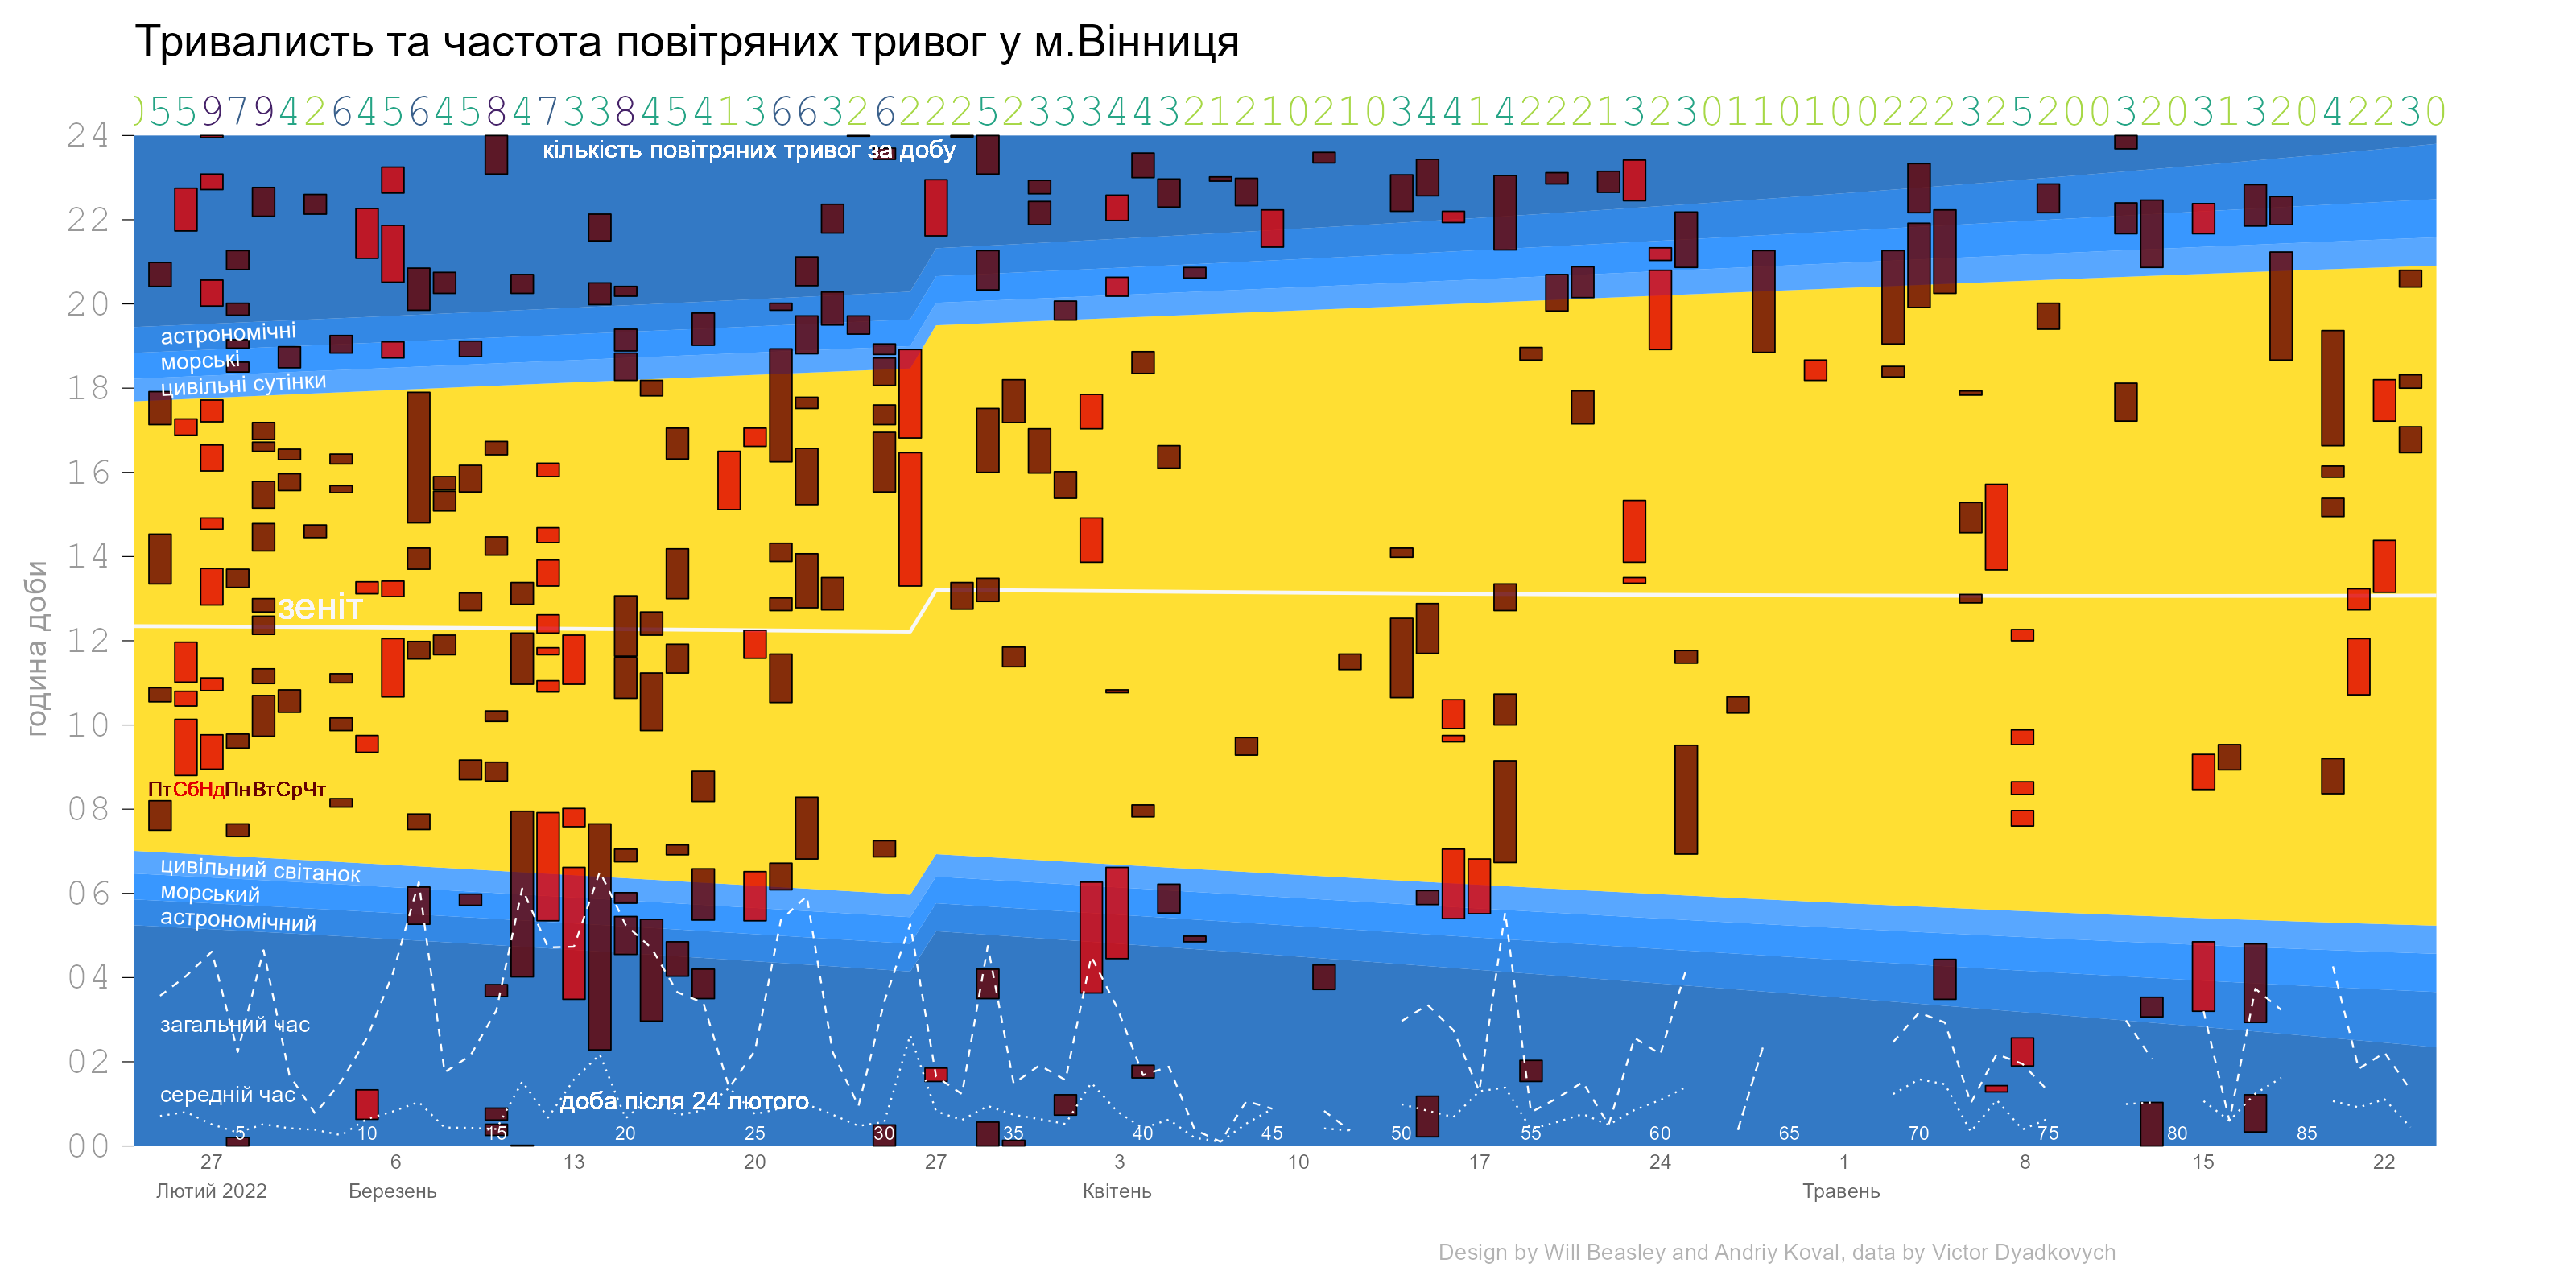 Тривалисть та частота повітряних тривог у м.Вінниця
055979426456458473384541366326222523334432121021034414222132301101002223252003203132042230
24
кількість повітряних тривог за добу
22
20
астрономічні
морські
цивільні сутінки
18
16
14
зеніт
12
година доби
10
ПтСбНдПнВтСрЧт
08
цивільний світанок
06
морський
астрономічний
04
загальний час
02
середній час
доба після 24 лютого
5 10 15 20 25 30 35 40 45 50 55 60 65 70 75 80 85
00
27 6 13 20 27 3 10 17 24 1 8 15 22
Лютий 2022 Березень Квітень Травень
Design by Will Beasley and Andriy Koval, data by Victor Dyadkovych